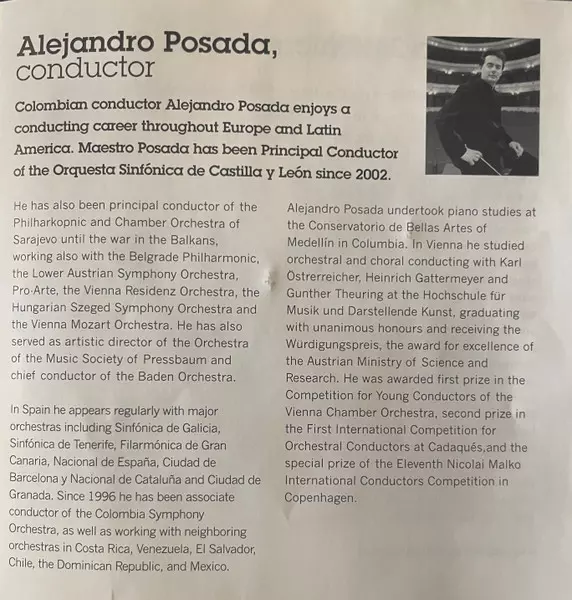 Alejandro Posada,
conductor
Colombian conductor Alejandro Posada enjoys a
conducting career throughout Europe and Latin
America. Maestro Posada has been Principal Conductor
of the Orquesta Sinfónica de Castilla y León since 2002.
He has also been principal conductor of the
Philharkopnic and Chamber Orchestra of
Sarajevo until the war in the Balkans,
working also with the Belgrade Philharmonic,
the Lower Austrian Symphony Orchestra,
Pro-Arte, the Vienna Residenz Orchestra, the
Hungarian Szeged Symphony Orchestra and
the Vienna Mozart Orchestra. He has also
served as artistic director of the Orchestra
of the Music Society of Pressbaum and
chief conductor of the Baden Orchestra.
In Spain he appears regularly with major
orchestras including Sinfónica de Galicia,
Sinfónica de Tenerife, Filarmónica de Gran
Canaria, Nacional de España, Ciudad de
Barcelona y Nacional de Cataluña and Ciudad de
Granada. Since 1996 he has been associate
conductor of the Colombia Symphony
Orchestra, as well as working with neighboring
orchestras in Costa Rica, Venezuela, El Salvador,
Chile, the Dominican Republic, and Mexico.
Alejandro Posada undertook piano studies at
the Conservatorio de Bellas Artes of
Medellín in Columbia. In Vienna he studied
orchestral and choral conducting with Karl
Östrerreicher, Heinrich Gattermeyer and
Gunther Theuring at the Hochschule für
Musik und Darstellende Kunst, graduating
with unanimous honours and receiving the
Würdigungspreis, the award for excellence of
the Austrian Ministry of Science and
Research. He was awarded first prize in the
Competition for Young Conductors of the
Vienna Chamber Orchestra, second prize in
the First International Competition for
Orchestral Conductors at Cadaqués,and the
special prize of the Eleventh Nicolai Malko
International Conductors Competition in
Copenhagen.